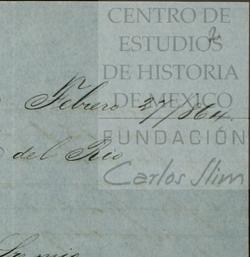 CENTRO DE
ESTUDIOS
DE HISTORIA
DE MEXICO
Febrero 27/864.
FUNDACIÓN
del Rio
Carlos Slim